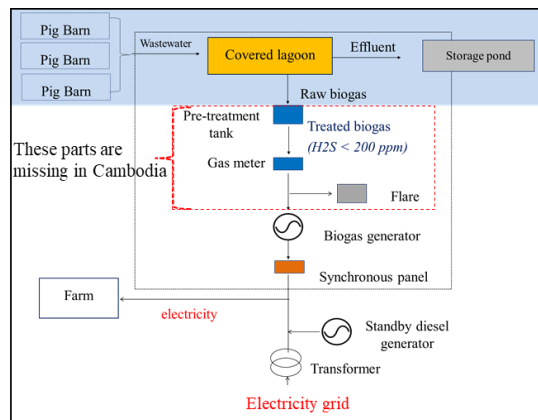 Pig Barn
Pig Barn
Pig Barn
Wastewater
Covered lagoon
Effluent
Storage pond
Raw biogas
Pre-treatment
tank
Treated biogas
(H2S < 200 ppm)
These parts are
missing in Cambodia
Gas meter
Flare
Biogas generator
Synchronous panel
Farm
electricity
Standby diesel
generator
Transformer
Electricity grid